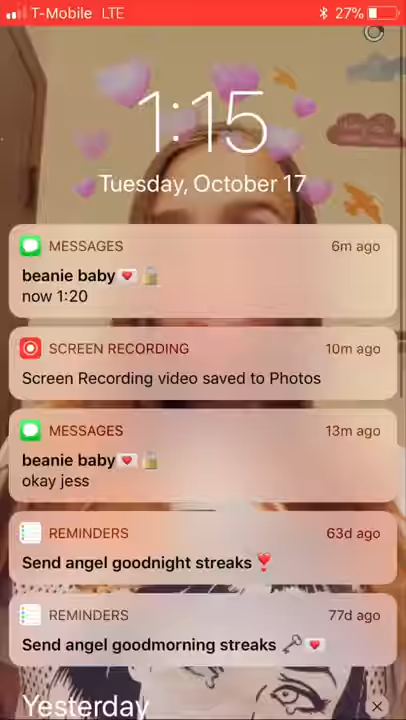 T-Mobile LTE 27%
1:15
Tuesday, October 17
MESSAGES 6m ago
beanie baby 💌 🔒
now 1:20
SCREEN RECORDING 10m ago
Screen Recording video saved to Photos
MESSAGES 13m ago
beanie baby 💌 🔒
okay jess
REMINDERS 63d ago
Send angel goodnight streaks ❣️
REMINDERS 77d ago
Send angel goodmorning streaks 🗝️ 💌
Yesterday